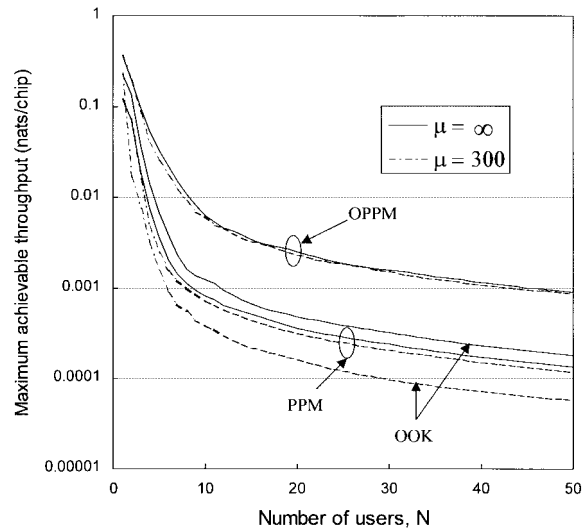 Maximum achievable throughput (nats/chip)
1
0.1
0.01
0.001
0.0001
0.00001
μ = ∞
μ = 300
OPPM
PPM
OOK
0
10
20
30
40
50
Number of users, N